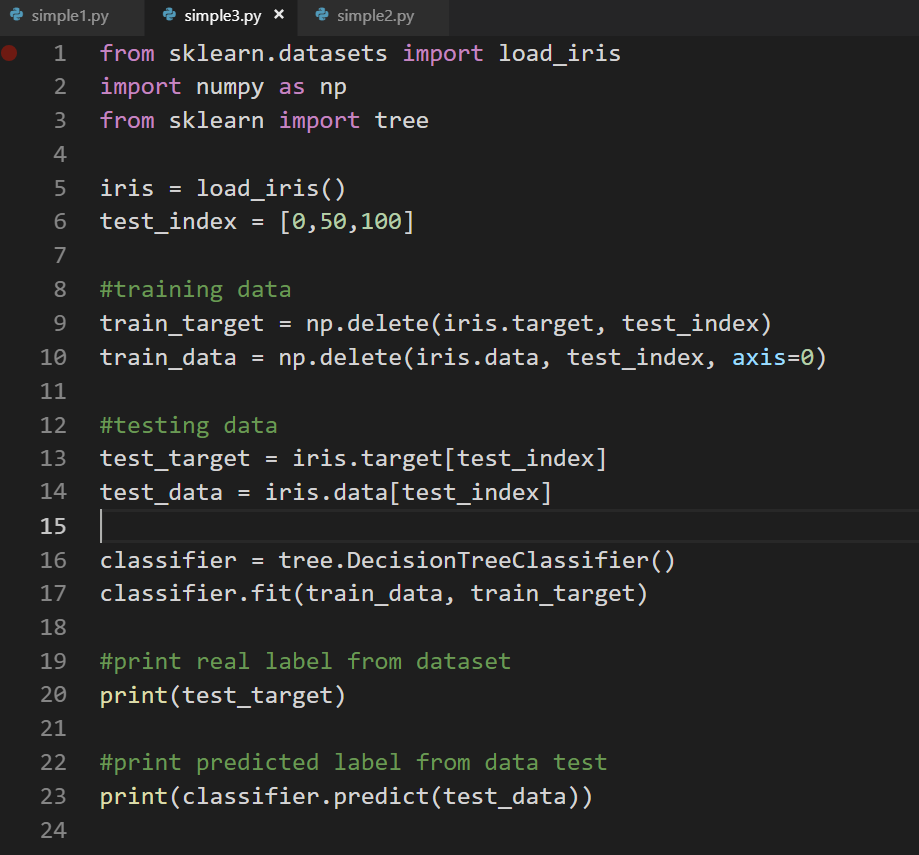 simple1.py simple3.py × simple2.py
1 from sklearn.datasets import load_iris
2 import numpy as np
3 from sklearn import tree
4
5 iris = load_iris()
6 test_index = [0,50,100]
7
8 #training data
9 train_target = np.delete(iris.target, test_index)
10 train_data = np.delete(iris.data, test_index, axis=0)
11
12 #testing data
13 test_target = iris.target[test_index]
14 test_data = iris.data[test_index]
15
16 classifier = tree.DecisionTreeClassifier()
17 classifier.fit(train_data, train_target)
18
19 #print real label from dataset
20 print(test_target)
21
22 #print predicted label from data test
23 print(classifier.predict(test_data))
24